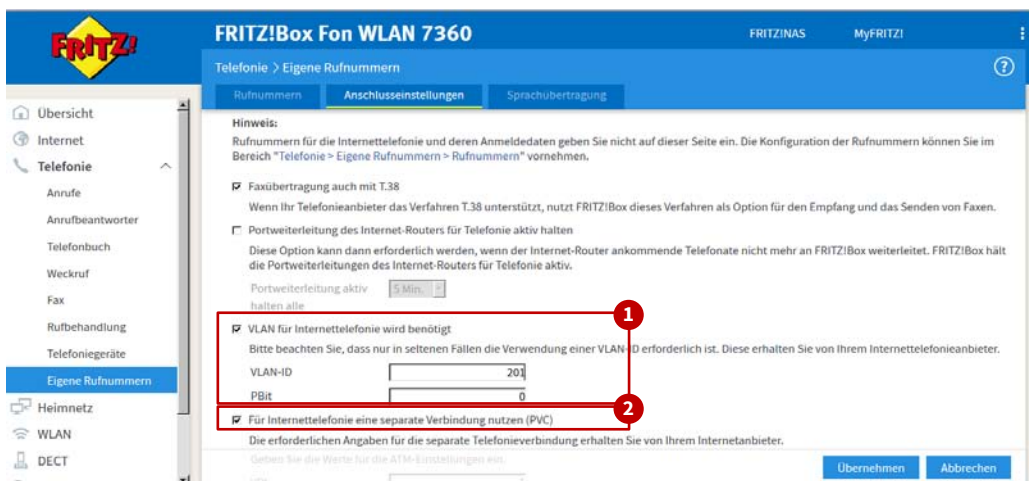 FRITZ!
FRITZ!Box Fon WLAN 7360
FRITZ!NAS
MyFRITZ!
Telefonie > Eigene Rufnummern
?
Rufnummern
Anschlusseinstellungen
Sprachübertragung
Übersicht
Internet
Telefonie
Anrufe
Anrufbeantworter
Telefonbuch
Weckruf
Fax
Rufbehandlung
Telefoniegeräte
Eigene Rufnummern
Heimnetz
WLAN
DECT
Hinweis:
Rufnummern für die Internettelefonie und deren Anmeldedaten geben Sie nicht auf dieser Seite ein. Die Konfiguration der Rufnummern können Sie im
Bereich "Telefonie > Eigene Rufnummern > Rufnummern" vornehmen.
Faxübertragung auch mit T.38
Wenn Ihr Telefonieanbieter das Verfahren T.38 unterstützt, nutzt FRITZ!Box dieses Verfahren als Option für den Empfang und das Senden von Faxen.
Portweiterleitung des Internet-Routers für Telefonie aktiv halten
Diese Option kann dann erforderlich werden, wenn der Internet-Router ankommende Telefonate nicht mehr an FRITZ!Box weiterleitet. FRITZ!Box hält
die Portweiterleitungen des Internet-Routers für Telefonie aktiv.
Portweiterleitung aktiv
halten alle
5 Min.
1
VLAN für Internettelefonie wird benötigt
Bitte beachten Sie, dass nur in seltenen Fällen die Verwendung einer VLAN-ID erforderlich ist. Diese erhalten Sie von Ihrem Internettelefonieanbieter.
VLAN-ID 201
PBit 0
2
Für Internettelefonie eine separate Verbindung nutzen (PVC)
Die erforderlichen Angaben für die separate Telefonieverbindung erhalten Sie von Ihrem Internetanbieter.
Geben Sie die Werte für die ATM-Einstellungen ein.
Übernehmen
Abbrechen